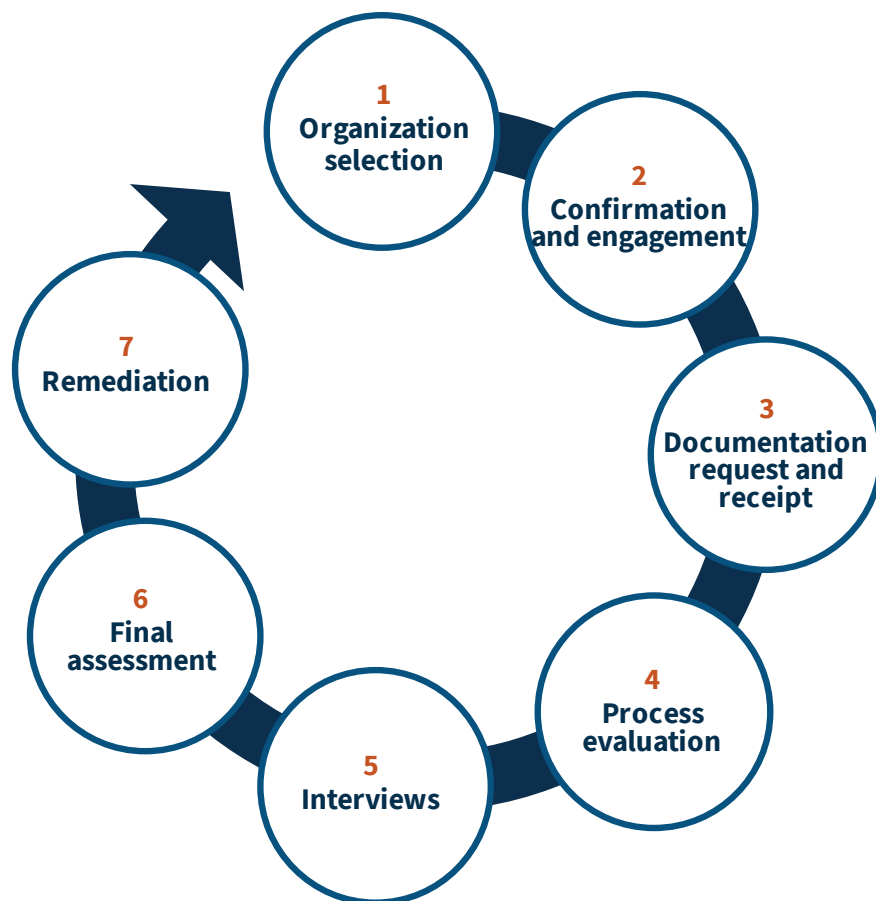 1
Organization
selection
2
Confirmation
and engagement
3
Documentation
request and
receipt
4
Process
evaluation
5
Interviews
6
Final
assessment
7
Remediation